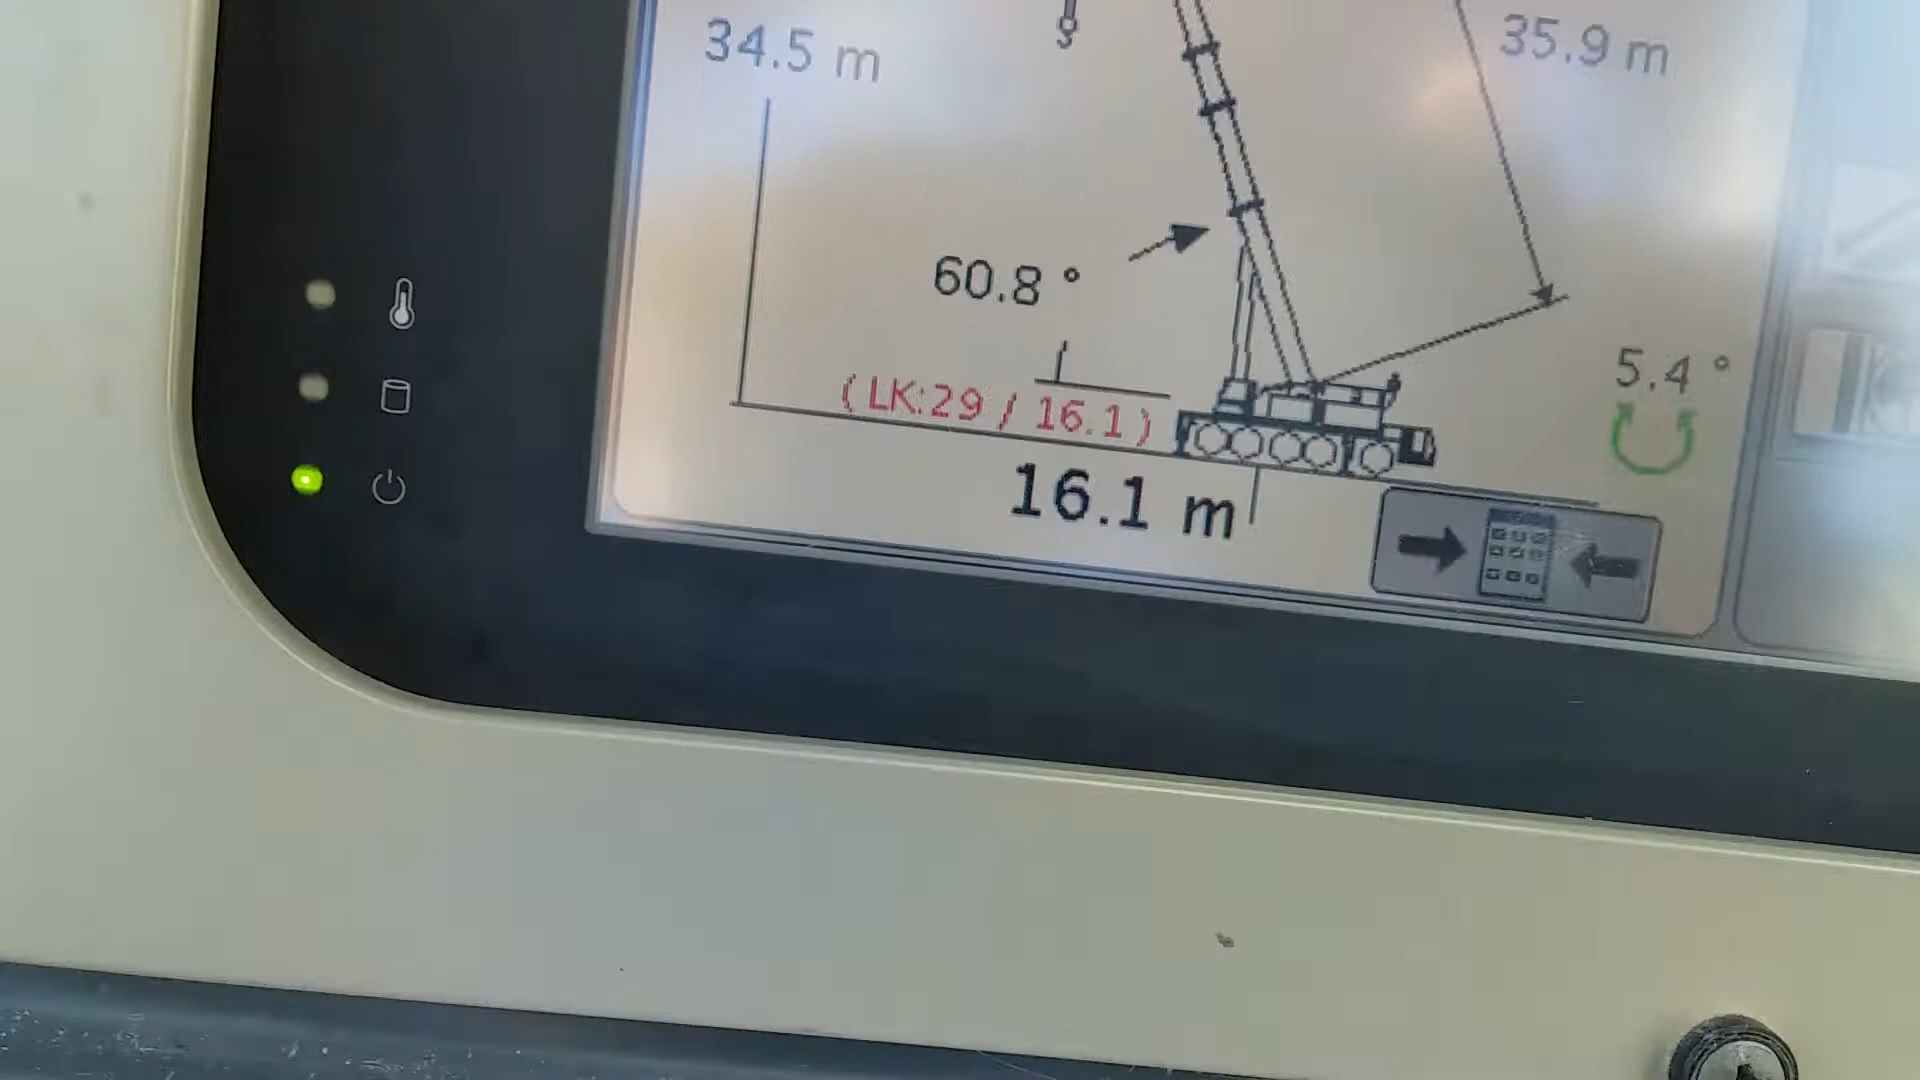 34.5 m
35.9 m
60.8 °
5.4 °
( LK:29 / 16.1 )
16.1 m